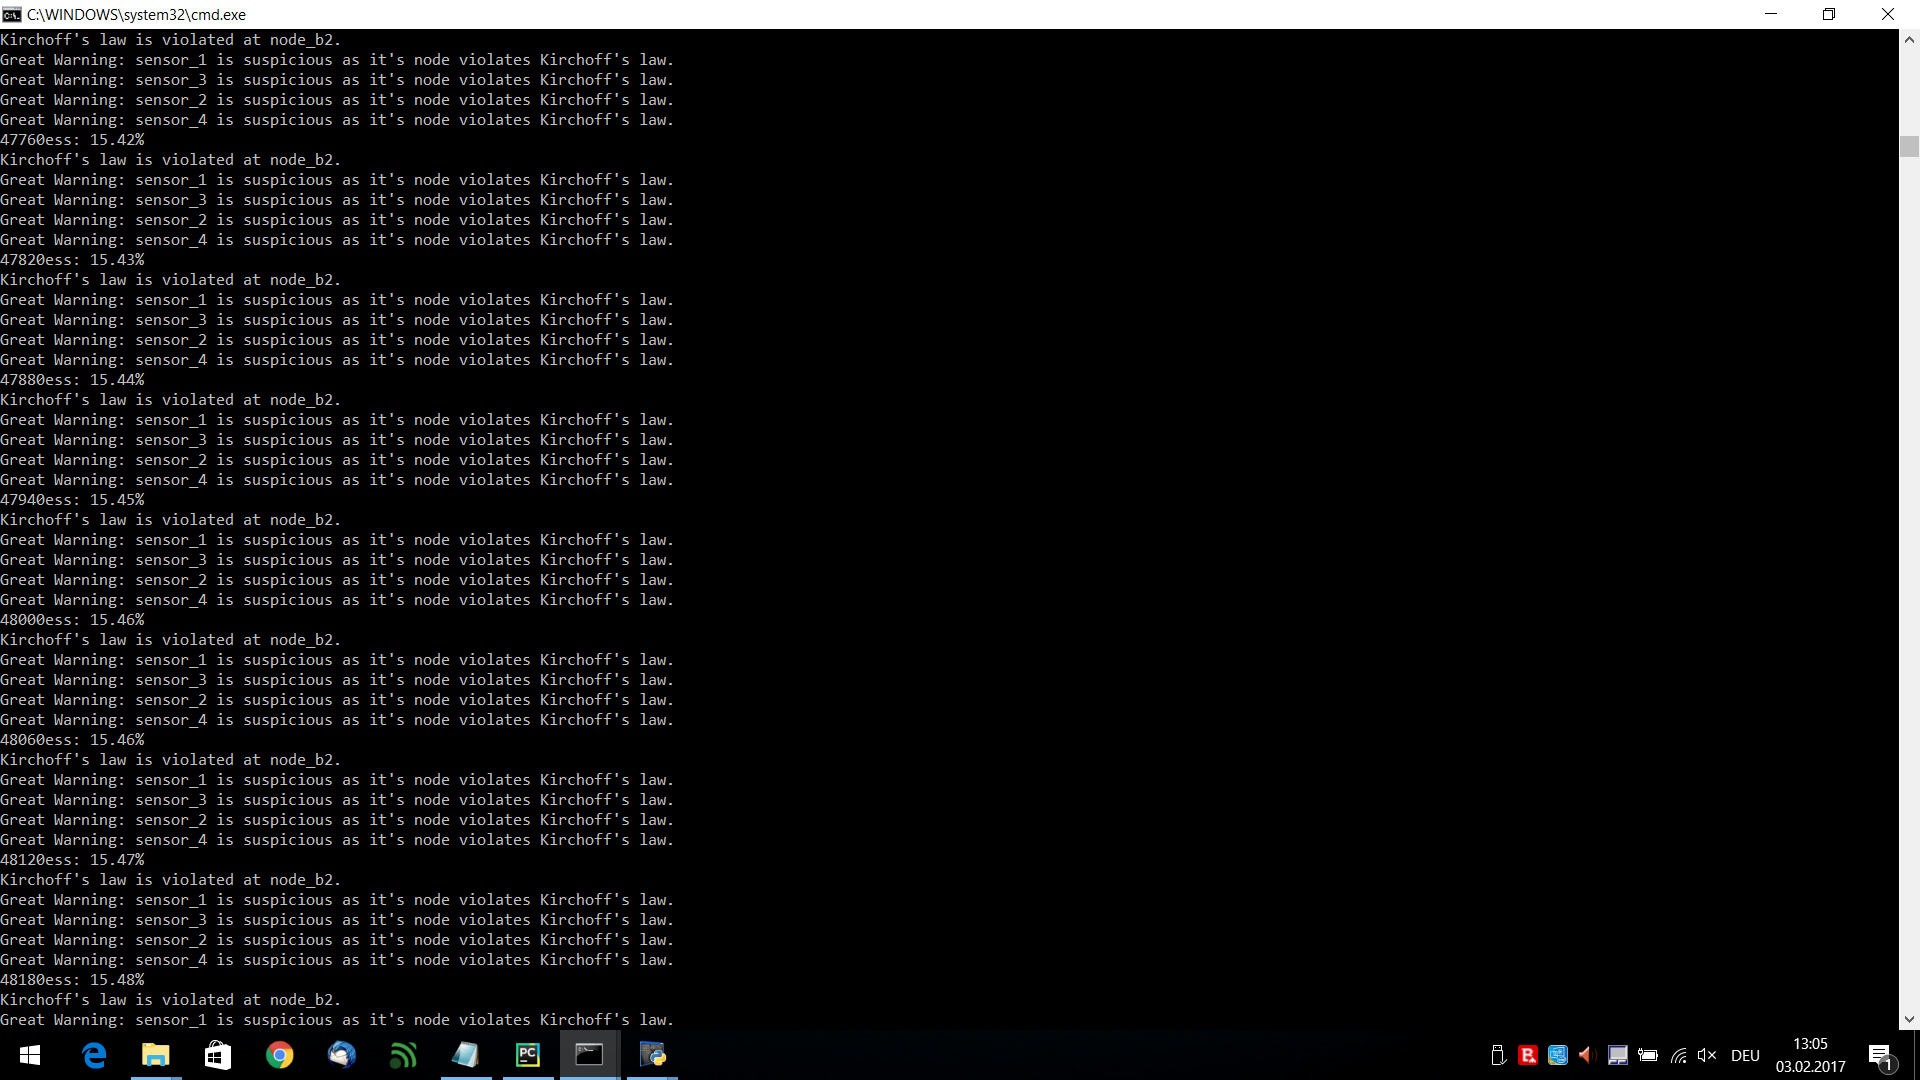 C:\WINDOWS\system32\cmd.exe
Kirchoff's law is violated at node_b2.
Great Warning: sensor_1 is suspicious as it's node violates Kirchoff's law.
Great Warning: sensor_3 is suspicious as it's node violates Kirchoff's law.
Great Warning: sensor_2 is suspicious as it's node violates Kirchoff's law.
Great Warning: sensor_4 is suspicious as it's node violates Kirchoff's law.
47760ess: 15.42%
Kirchoff's law is violated at node_b2.
Great Warning: sensor_1 is suspicious as it's node violates Kirchoff's law.
Great Warning: sensor_3 is suspicious as it's node violates Kirchoff's law.
Great Warning: sensor_2 is suspicious as it's node violates Kirchoff's law.
Great Warning: sensor_4 is suspicious as it's node violates Kirchoff's law.
47820ess: 15.43%
Kirchoff's law is violated at node_b2.
Great Warning: sensor_1 is suspicious as it's node violates Kirchoff's law.
Great Warning: sensor_3 is suspicious as it's node violates Kirchoff's law.
Great Warning: sensor_2 is suspicious as it's node violates Kirchoff's law.
Great Warning: sensor_4 is suspicious as it's node violates Kirchoff's law.
47880ess: 15.44%
Kirchoff's law is violated at node_b2.
Great Warning: sensor_1 is suspicious as it's node violates Kirchoff's law.
Great Warning: sensor_3 is suspicious as it's node violates Kirchoff's law.
Great Warning: sensor_2 is suspicious as it's node violates Kirchoff's law.
Great Warning: sensor_4 is suspicious as it's node violates Kirchoff's law.
47940ess: 15.45%
Kirchoff's law is violated at node_b2.
Great Warning: sensor_1 is suspicious as it's node violates Kirchoff's law.
Great Warning: sensor_3 is suspicious as it's node violates Kirchoff's law.
Great Warning: sensor_2 is suspicious as it's node violates Kirchoff's law.
Great Warning: sensor_4 is suspicious as it's node violates Kirchoff's law.
48000ess: 15.46%
Kirchoff's law is violated at node_b2.
Great Warning: sensor_1 is suspicious as it's node violates Kirchoff's law.
Great Warning: sensor_3 is suspicious as it's node violates Kirchoff's law.
Great Warning: sensor_2 is suspicious as it's node violates Kirchoff's law.
Great Warning: sensor_4 is suspicious as it's node violates Kirchoff's law.
48060ess: 15.46%
Kirchoff's law is violated at node_b2.
Great Warning: sensor_1 is suspicious as it's node violates Kirchoff's law.
Great Warning: sensor_3 is suspicious as it's node violates Kirchoff's law.
Great Warning: sensor_2 is suspicious as it's node violates Kirchoff's law.
Great Warning: sensor_4 is suspicious as it's node violates Kirchoff's law.
48120ess: 15.47%
Kirchoff's law is violated at node_b2.
Great Warning: sensor_1 is suspicious as it's node violates Kirchoff's law.
Great Warning: sensor_3 is suspicious as it's node violates Kirchoff's law.
Great Warning: sensor_2 is suspicious as it's node violates Kirchoff's law.
Great Warning: sensor_4 is suspicious as it's node violates Kirchoff's law.
48180ess: 15.48%
Kirchoff's law is violated at node_b2.
Great Warning: sensor_1 is suspicious as it's node violates Kirchoff's law.
PC
DEU
13:05
03.02.2017
1